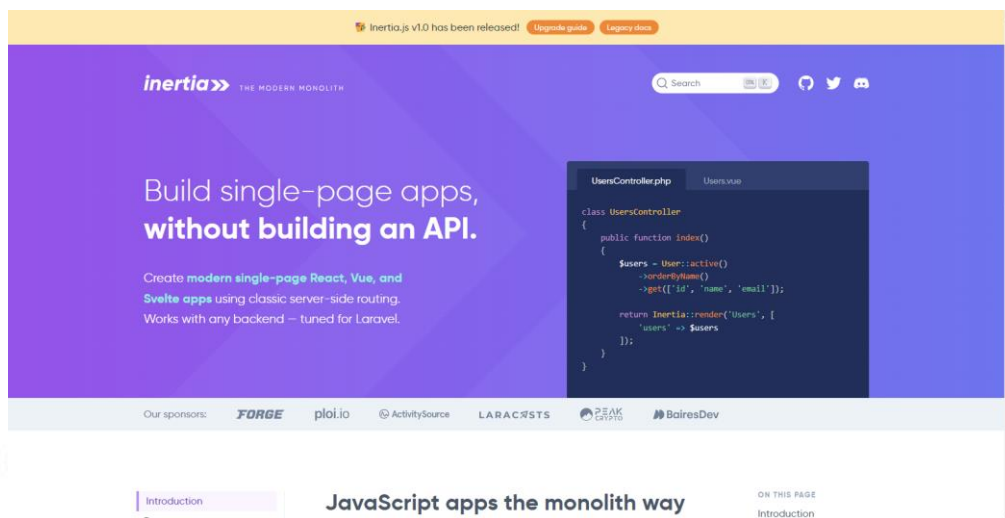 Inertia.js v1.0 has been released! Upgrade guide Legacy docs
inertia THE MODERN MONOLITH
Search
Build single-page apps,
without building an API.
Create modern single-page React, Vue, and
Svelte apps using classic server-side routing.
Works with any backend – tuned for Laravel.
UsersController.php Users.vue
class UsersController
{
public function index()
{
$users = User::active()
->orderByName()
->get(['id', 'name', 'email']);
return Inertia::render('Users', [
'users' => $users
]);
}
}
Our sponsors: FORGE ploi.io ActivitySource LARACASTS PEAK CRYPTO BairesDev
Introduction
JavaScript apps the monolith way
ON THIS PAGE
Introduction